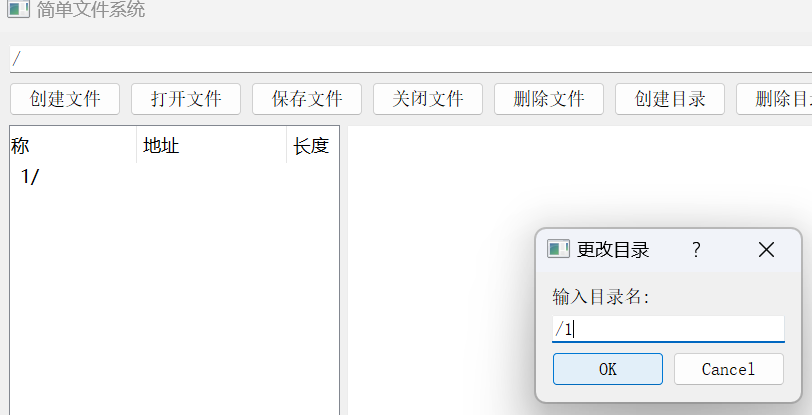 简单文件系统
/
创建文件 打开文件 保存文件 关闭文件 删除文件 创建目录 删除目
称 地址 长度
1/
更改目录 ?
输入目录名:
/1
OK Cancel